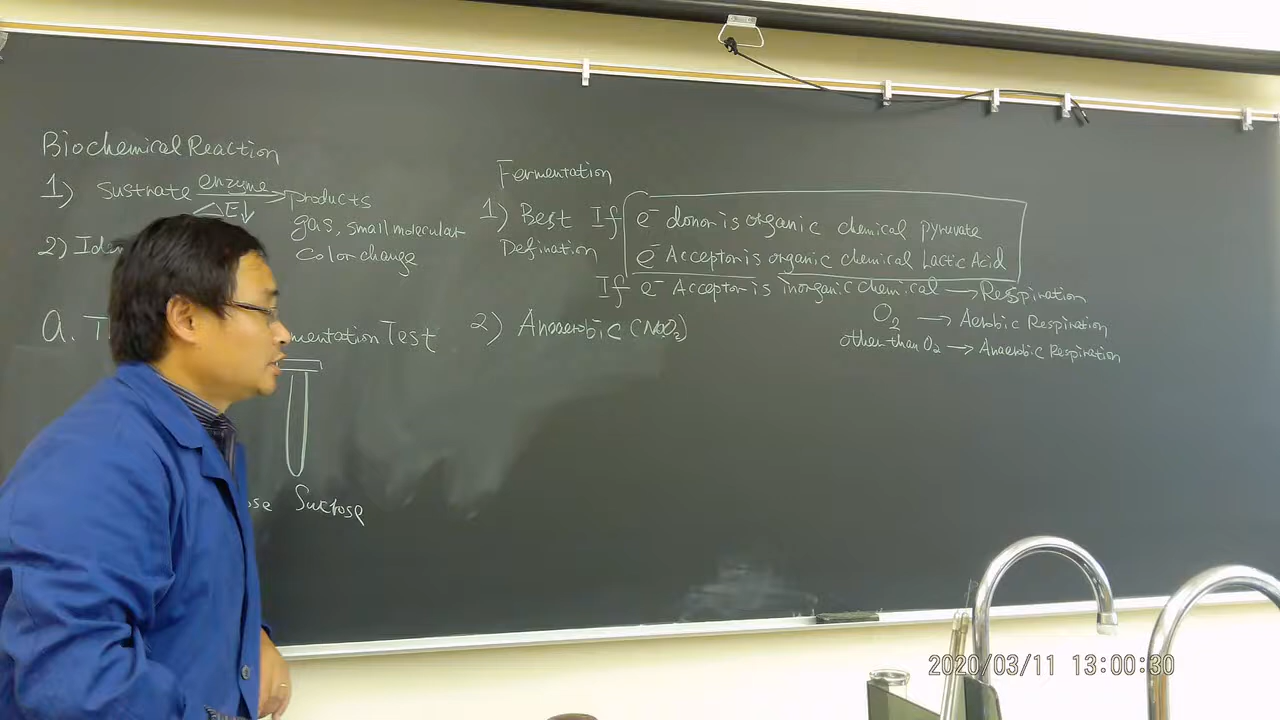 Biochemical Reaction
1) Sustrate enzyme → products
△E↓
gas, small molecular
color change
2) Iden
a. T mentation Test
ose Sucrose
Fermentation
1) Best If e⁻ donor is organic chemical pyruvate
Defination e⁻ Acceptor is organic chemical Lactic Acid
If e⁻ Acceptor is inorganic chemical → Respiration
O₂ → Aerobic Respiration
other than O₂ → Anaerobic Respiration
2) Anaerobic (No O₂)
2020/03/11 13:00:30